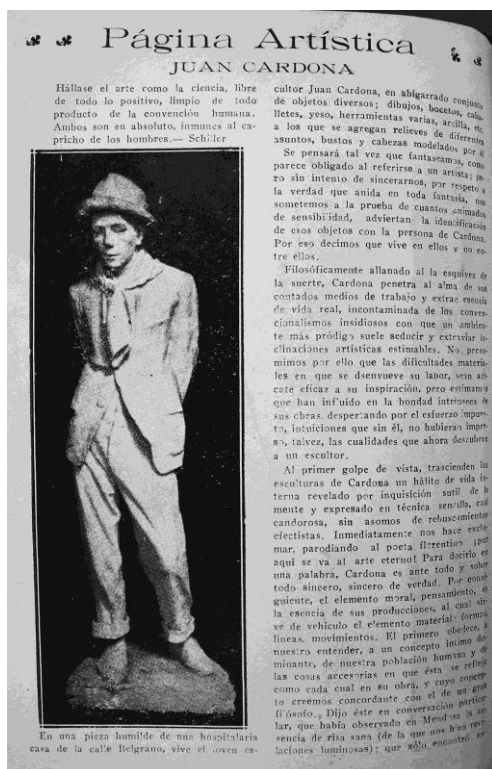 Página Artística
JUAN CARDONA
Hállase el arte como la ciencia, libre
de todo lo positivo, limpio de todo
producto de la convención humana.
Ambos son en absoluto, inmunes al ca-
pricho de los hombres.— Schiller
En una pieza humilde de una hospitalaria
casa de la calle Belgrano, vive el joven es-
cultor Juan Cardona, en abigarrado conjunto
de objetos diversos; dibujos, bocetos, caba-
lletes, yeso, herramientas varias, arcilla, etc.
a los que se agregan relieves de diferentes
asuntos, bustos y cabezas modelados por él
Se pensará tal vez que fantaseamos, como
parece obligado al referirse a un artista; pe-
ro sin intento de sincerarnos, por respeto a
la verdad que anida en toda fantasía, nos
sometemos a la prueba de cuantos animados
de sensibilidad, adviertan la identificación
de esos objetos con la persona de Cardona.
Por eso decimos que vive en ellos y no en-
tre ellos.
Filosóficamente allanado al la esquivez de
la suerte, Cardona penetra al alma de sus
contados medios de trabajo y extrae esencia
de vida real, incontaminada de los conven-
cionalismos insidiosos con que un ambien-
te más pródigo suele seducir y extraviar in-
clinaciones artísticas estimables. No presu-
mimos por ello que las dificultades materia-
les en que se dsenvueve su labor, sean aci-
cate eficaz a su inspiración, pero estimamos
que han influido en la bondad intrínseca de
sus obras, despertando por el esfuerzo impues-
to, intuiciones que sin él, no hubieran impre-
so, talvez, las cualidades que ahora descubren
a un escultor.
Al primer golpe de vista, trascienden las
esculturas de Cardona un hálito de vida in-
terna revelado por inquisición sutil de la
mente y expresado en técnica sencilla, casi
candorosa, sin asomos de rebuscamientos
efectistas. Inmediatamente nos hace excla-
mar, parodiando al poeta florentino ¡por
aquí se va al arte eterno! Para decirlo en
una palabra, Cardona es ante todo y sobre
todo sincero, sincero de verdad. Por consi-
guiente, el elemento moral, pensamiento, es
la esencia de sus producciones, al cual sir-
ve de vehículo el elemento material: formas,
líneas, movimientos. El primero obedece, a
nuestro entender, a un concepto íntimo do-
minante, de nuestra población humana y de
las cosas accesorias en que ésta se refleja
como cada cual en su obra, y cuyo concep-
to creemos concordante con el de un gran
filósofo. Dijo éste en conversación particu-
lar, que había observado en Mendoza la au-
sencia de risa sana (de la que nos hizo
laciones luminosas); que sólo encontró